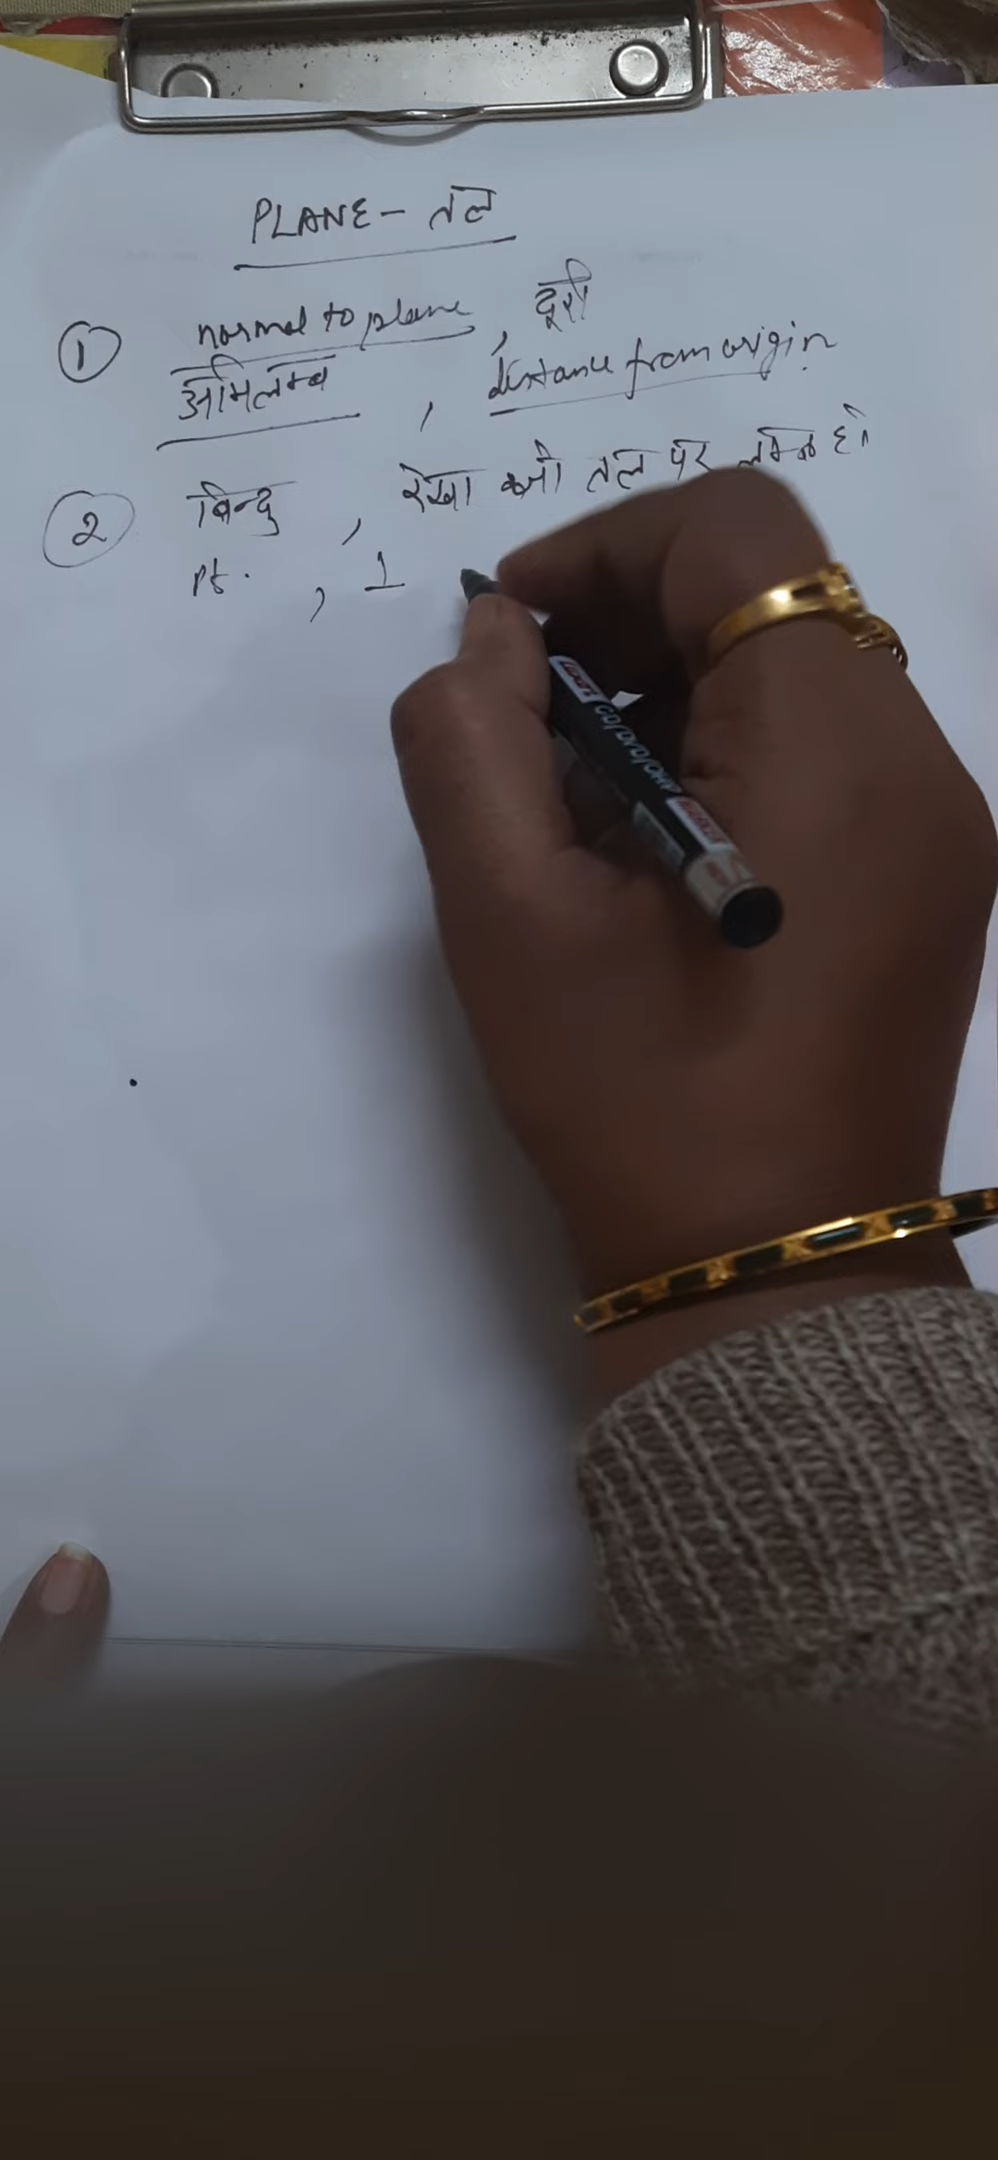 PLANE - तल
① normal to plane, दूरी
अभिलम्ब, distance from origin.
② बिन्दु, रेखा जो तल पर लम्ब हो
pt. , ⊥